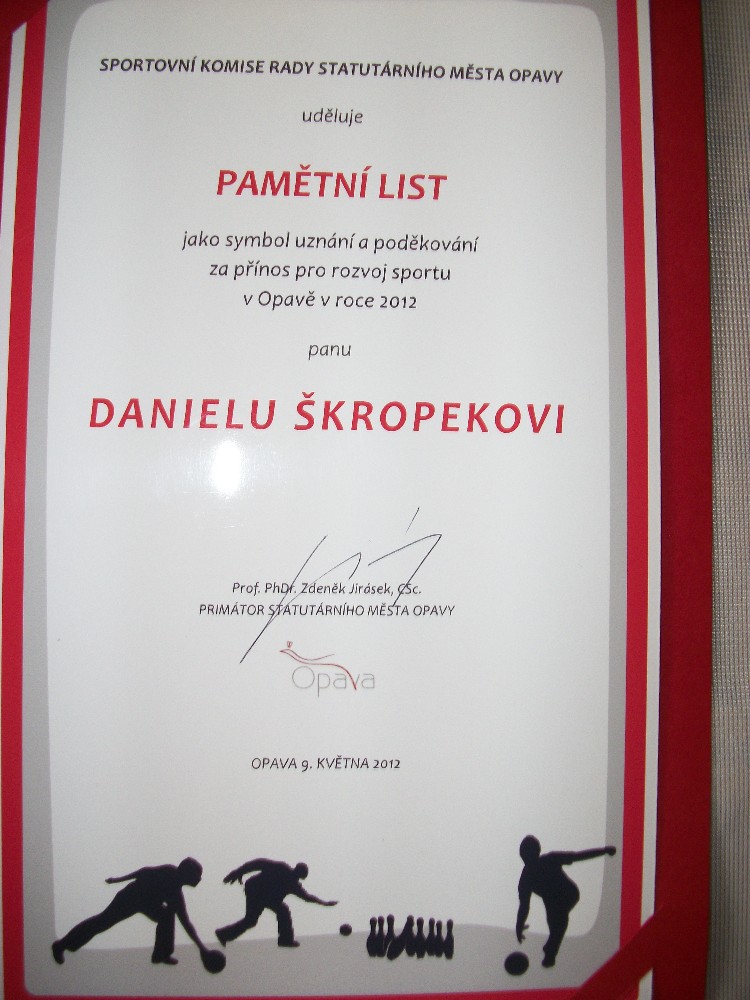 SPORTOVNÍ KOMISE RADY STATUTÁRNÍHO MĚSTA OPAVY
uděluje
PAMĚTNÍ LIST
jako symbol uznání a poděkování
za přínos pro rozvoj sportu
v Opavě v roce 2012
panu
DANIELU ŠKROPEKOVI
Prof. PhDr. Zdeněk Jirásek, CSc.
PRIMÁTOR STATUTÁRNÍHO MĚSTA OPAVY
Opava
OPAVA 9. KVĚTNA 2012